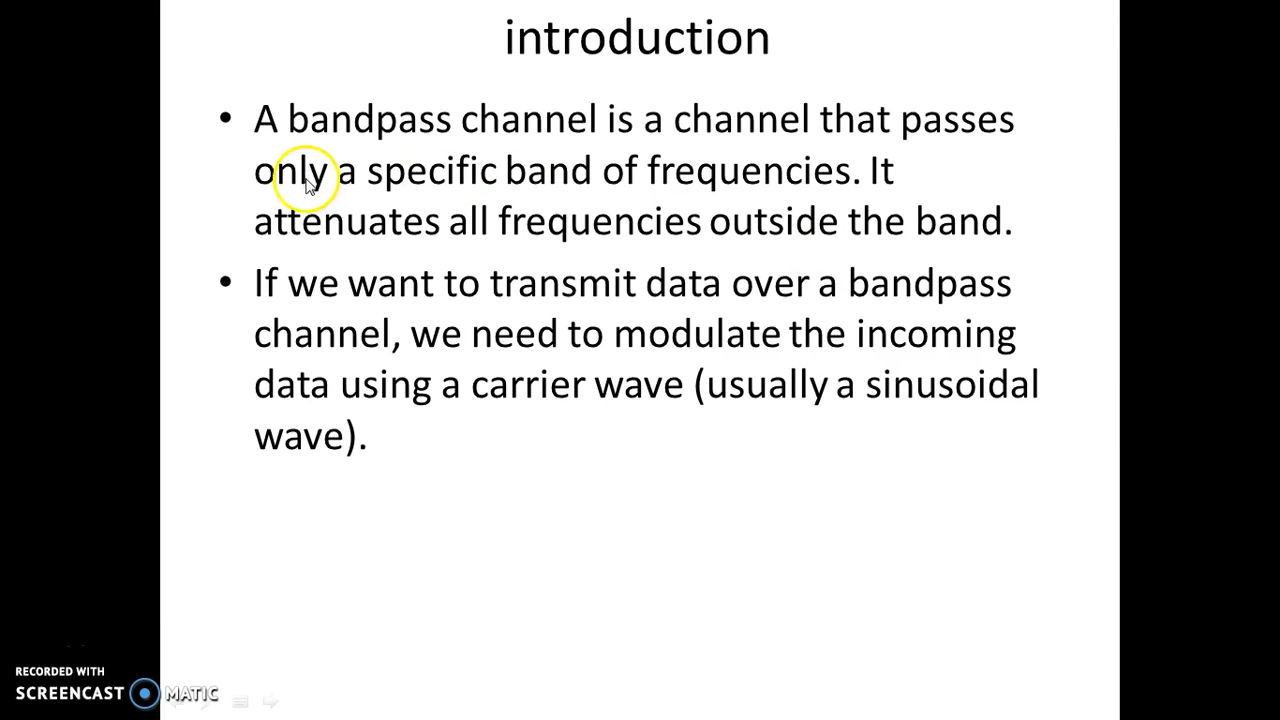 introduction
• A bandpass channel is a channel that passes
only a specific band of frequencies. It
attenuates all frequencies outside the band.
• If we want to transmit data over a bandpass
channel, we need to modulate the incoming
data using a carrier wave (usually a sinusoidal
wave).
RECORDED WITH
SCREENCAST MATIC